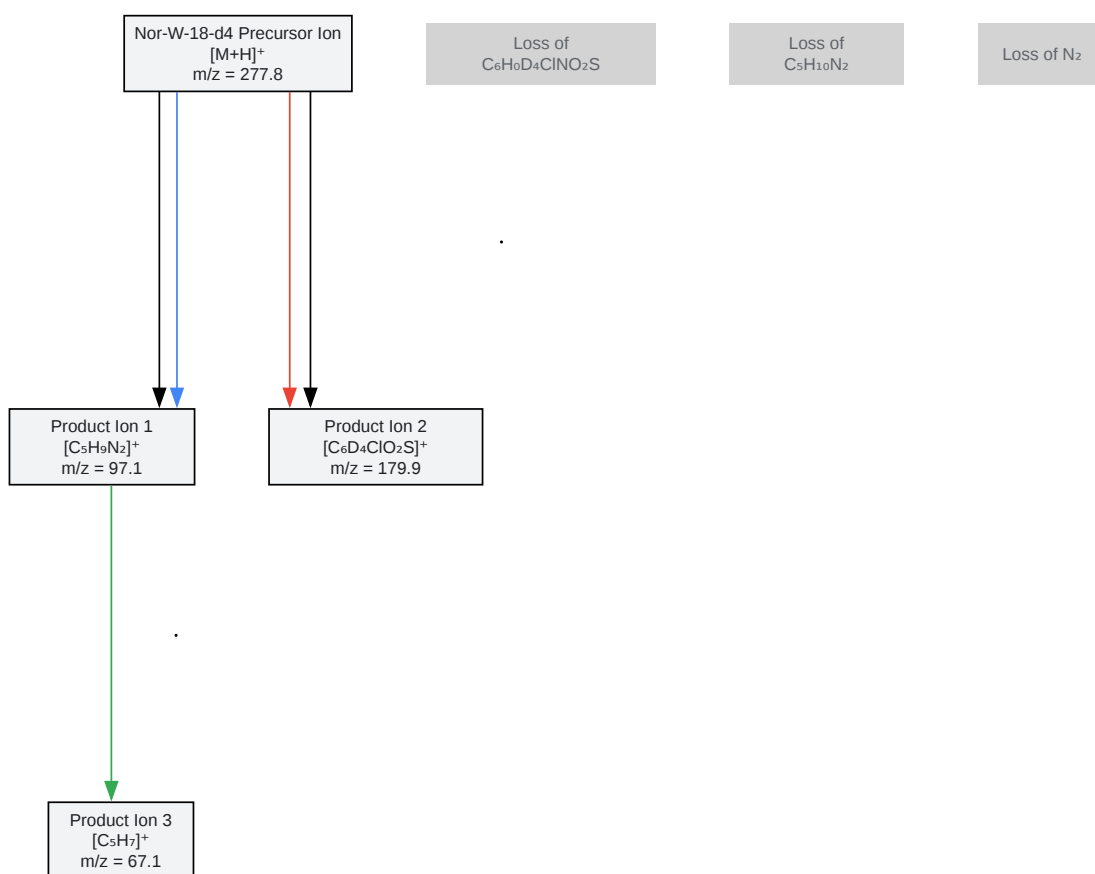 Nor-W-18-d4 Precursor Ion
[M+H]⁺
m/z = 277.8
Loss of
C₆H₀D₄ClNO₂S
Loss of
C₅H₁₀N₂
Loss of N₂
Product Ion 1
[C₅H₉N₂]⁺
m/z = 97.1
Product Ion 2
[C₆D₄ClO₂S]⁺
m/z = 179.9
Product Ion 3
[C₅H₇]⁺
m/z = 67.1